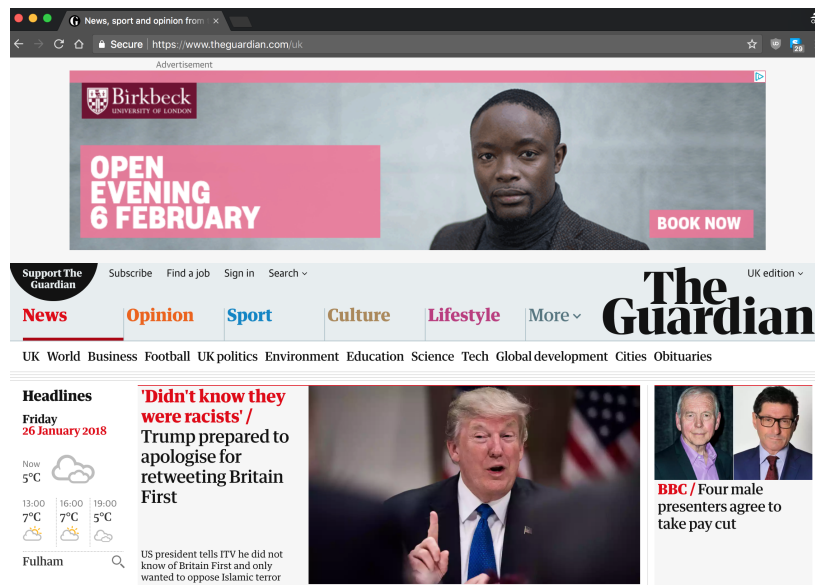 News, sport and opinion from
Secure https://www.theguardian.com/uk
29
Advertisement
Birkbeck
UNIVERSITY OF LONDON
OPEN
EVENING
6 FEBRUARY
BOOK NOW
Support The
Guardian
Subscribe Find a job Sign in Search
UK edition
The
Guardian
News Opinion Sport Culture Lifestyle More
UK World Business Football UK politics Environment Education Science Tech Global development Cities Obituaries
Headlines
Friday
26 January 2018
Now
5°C
13:00 16:00 19:00
7°C 7°C 5°C
Fulham
'Didn't know they
were racists' /
Trump prepared to
apologise for
retweeting Britain
First
US president tells ITV he did not
know of Britain First and only
wanted to oppose Islamic terror
BBC / Four male
presenters agree to
take pay cut